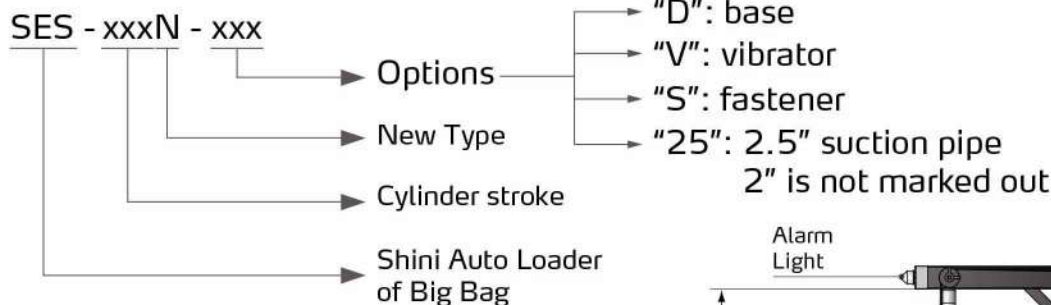 SES - xxxN - xxx
Options
"D": base
"V": vibrator
"S": fastener
"25": 2.5" suction pipe
2" is not marked out
New Type
Cylinder stroke
Shini Auto Loader
of Big Bag
Alarm
Light